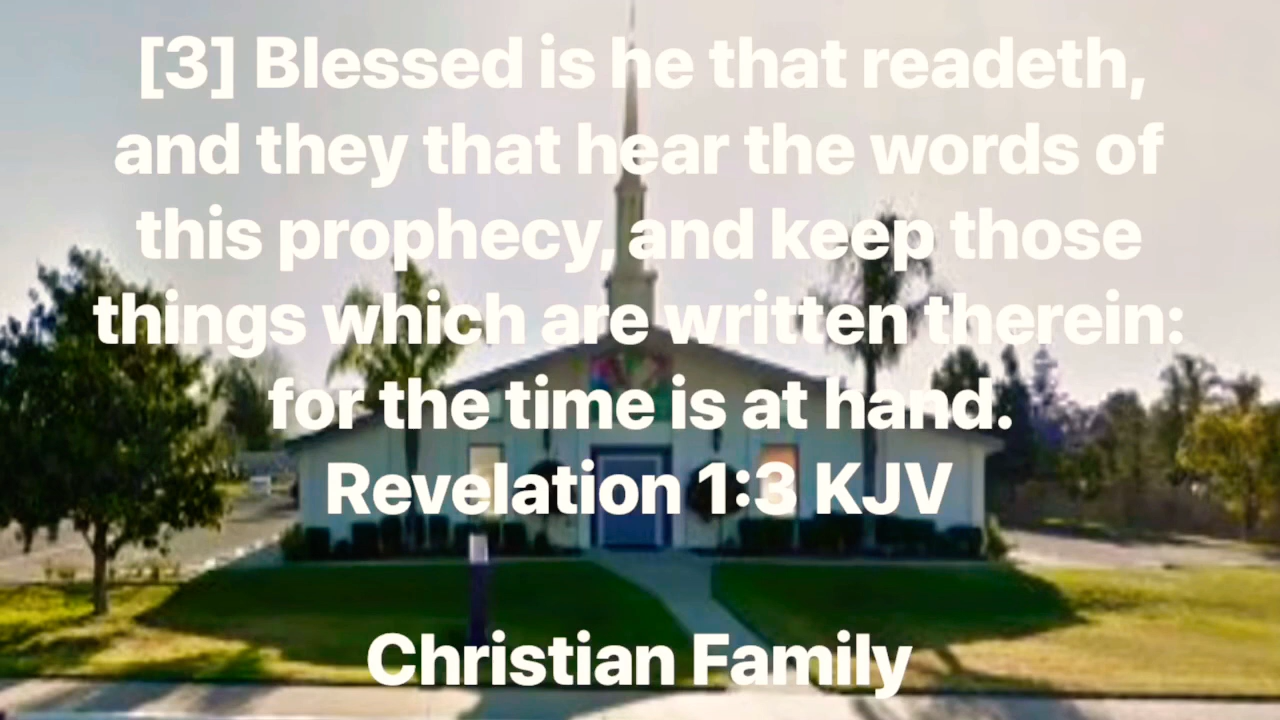 [3] Blessed is he that readeth,
and they that hear the words of
this prophecy, and keep those
things which are written therein:
for the time is at hand.
Revelation 1:3 KJV
Christian Family